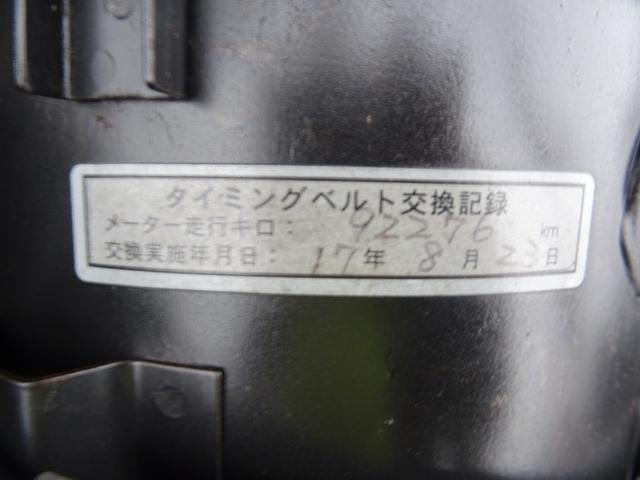 タイミングベルト交換記録
メーター走行キロ： 92276 km
交換実施年月日： 17年 8月 23日